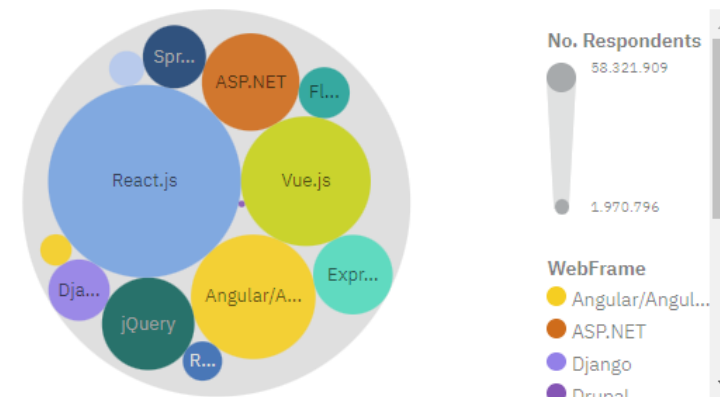 Spr...
ASP.NET
Fl...
React.js
Vue.js
Dja...
Angular/A...
Expr...
jQuery
R...
No. Respondents
58.321.909
1.970.796
WebFrame
Angular/Angul...
ASP.NET
Django
Drupal